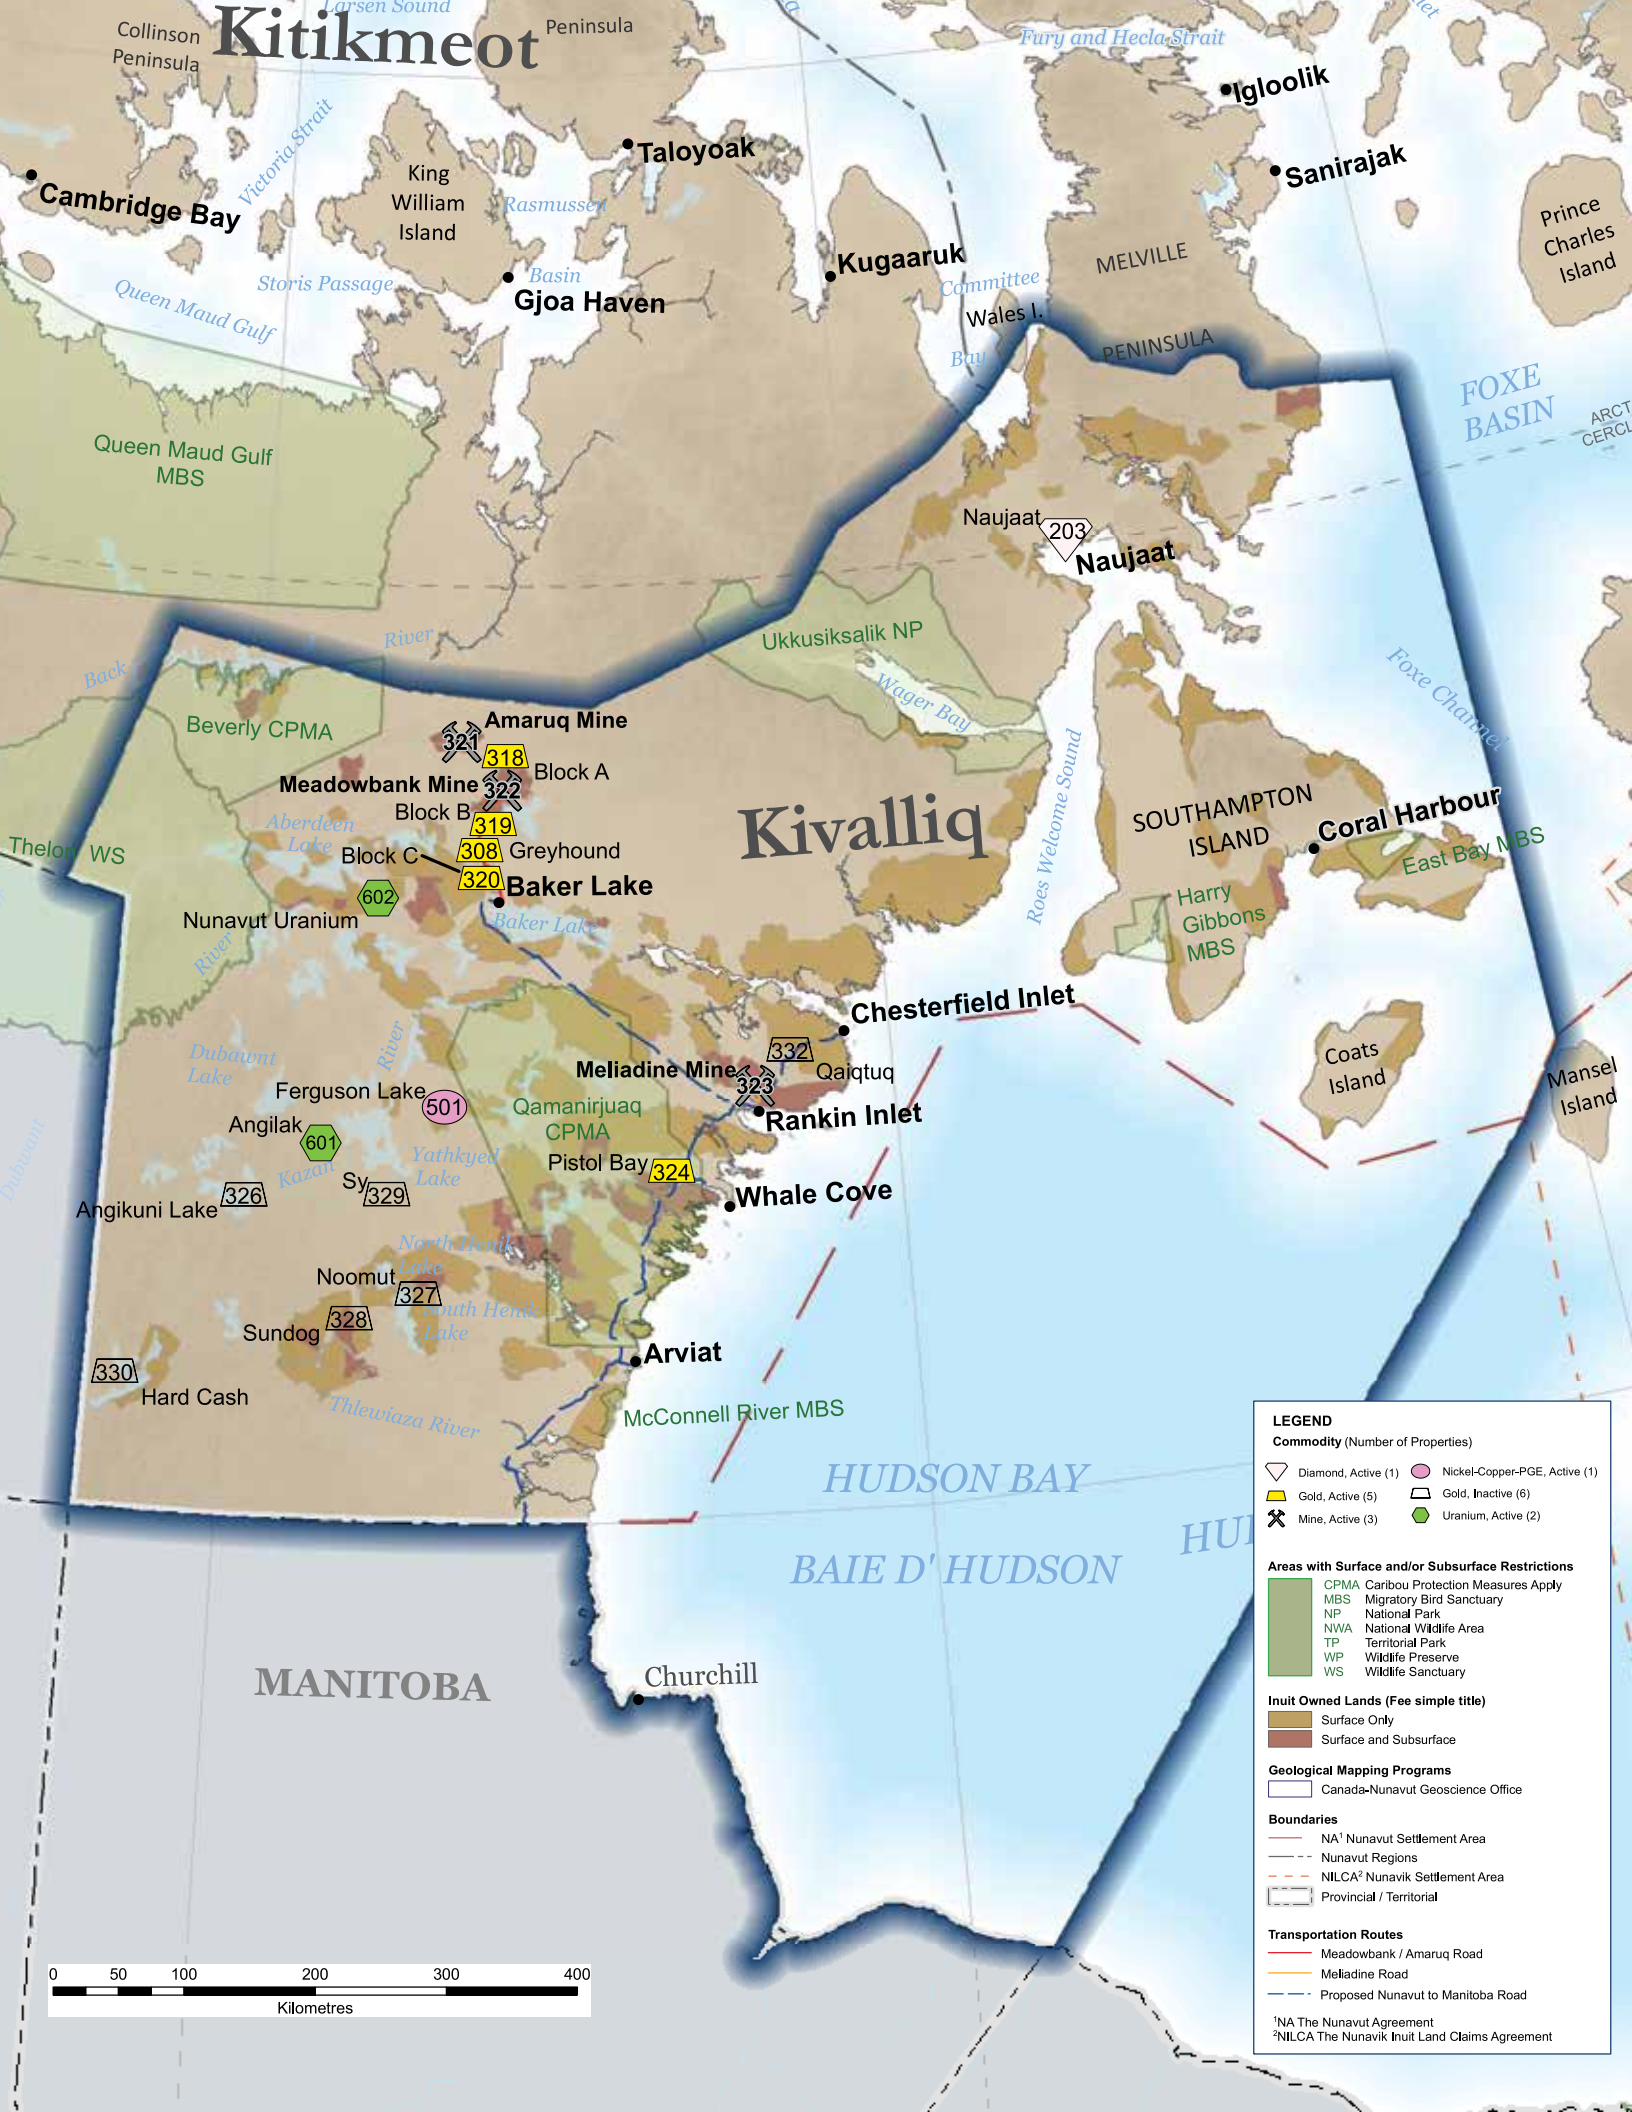 Larsen Sound
Collinson
Peninsula
Kitikmeot
Peninsula
Fury and Hecla Strait
Igloolik
Victoria Strait
Taloyoak
Sanirajak
King
William
Island
Cambridge Bay
Rasmussen
Basin
Prince
Charles
Island
Kugaaruk
MELVILLE
PENINSULA
Storis Passage
Gjoa Haven
Committee
Bay
Wales I.
Queen Maud Gulf
FOXE
BASIN
ARCT
CERCL
Queen Maud Gulf
MBS
Naujaat
203
Naujaat
Back
River
Ukkusiksalik NP
Wager Bay
Foxe Channel
Beverly CPMA
Amaruq Mine
321
318
Block A
Meadowbank Mine
322
Block B
319
Aberdeen
Lake
Kivalliq
Roes Welcome Sound
SOUTHAMPTON
ISLAND
Coral Harbour
East Bay MBS
Thelon WS
Block C
308
Greyhound
320
Baker Lake
602
Nunavut Uranium
Baker Lake
Harry
Gibbons
MBS
River
Chesterfield Inlet
Dubawnt
Lake
River
332
Qaiqtuq
Meliadine Mine
323
Coats
Island
Mansel
Island
Ferguson Lake
501
Qamanirjuaq
CPMA
Rankin Inlet
Angilak
601
Dubwant
Kazan
Yathkyed
Lake
Pistol Bay
324
Sy
329
326
Angikuni Lake
Whale Cove
North Henik
Lake
Noomut
327
South Henik
Lake
328
Sundog
Arviat
330
Hard Cash
Thlewiaza River
McConnell River MBS
HUDSON BAY
BAIE D' HUDSON
HU
MANITOBA
Churchill
0 50 100 200 300 400
Kilometres
LEGEND
Commodity (Number of Properties)
Diamond, Active (1)
Nickel-Copper-PGE, Active (1)
Gold, Active (5)
Gold, Inactive (6)
Mine, Active (3)
Uranium, Active (2)
Areas with Surface and/or Subsurface Restrictions
CPMA Caribou Protection Measures Apply
MBS Migratory Bird Sanctuary
NP National Park
NWA National Wildlife Area
TP Territorial Park
WP Wildlife Preserve
WS Wildlife Sanctuary
Inuit Owned Lands (Fee simple title)
Surface Only
Surface and Subsurface
Geological Mapping Programs
Canada-Nunavut Geoscience Office
Boundaries
NA¹ Nunavut Settlement Area
Nunavut Regions
NILCA² Nunavik Settlement Area
Provincial / Territorial
Transportation Routes
Meadowbank / Amaruq Road
Meliadine Road
Proposed Nunavut to Manitoba Road
¹NA The Nunavut Agreement
²NILCA The Nunavik Inuit Land Claims Agreement